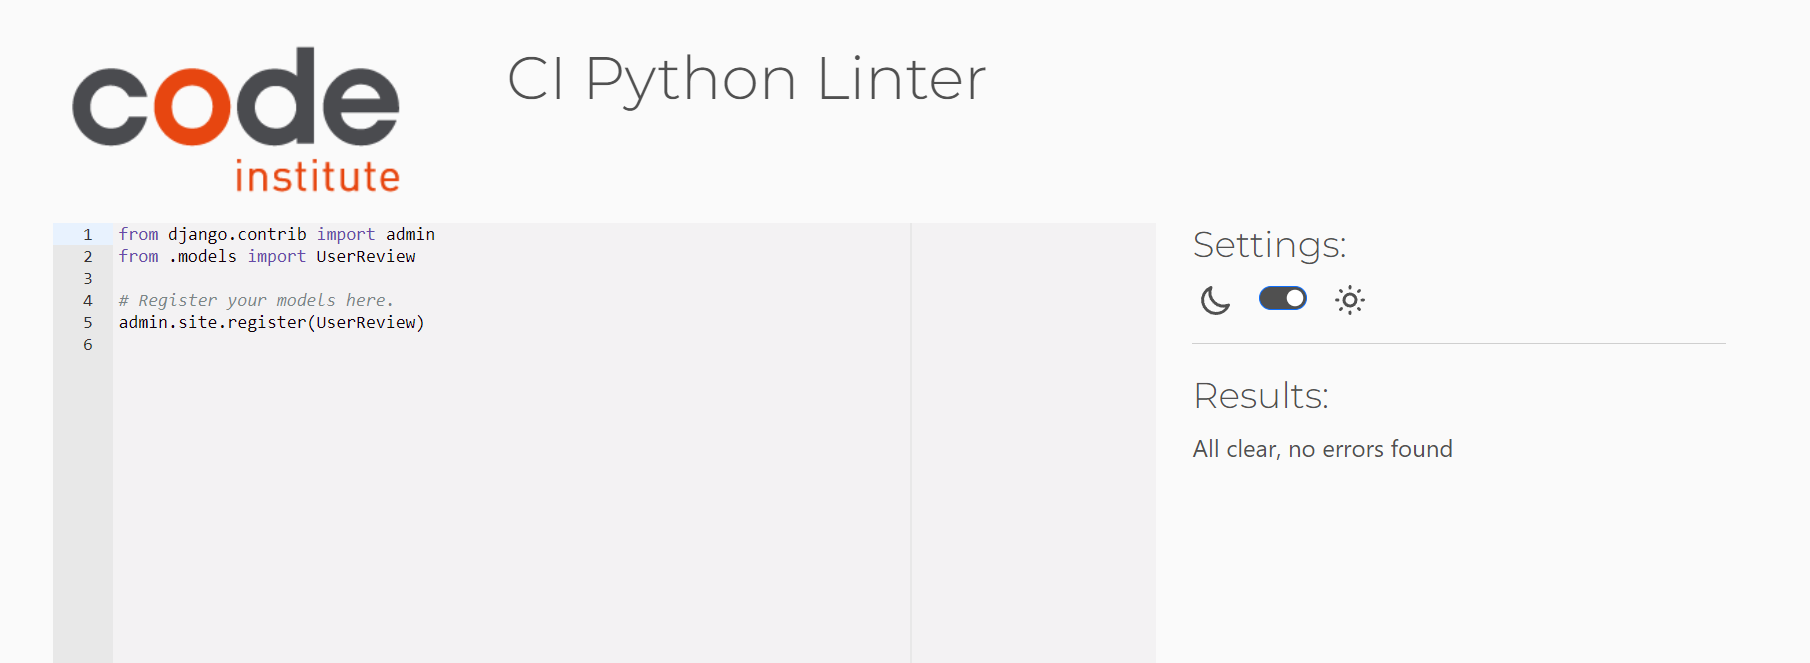 code
institute
CI Python Linter
1 from django.contrib import admin
2 from .models import UserReview
3
4 # Register your models here.
5 admin.site.register(UserReview)
6
Settings:
Results:
All clear, no errors found